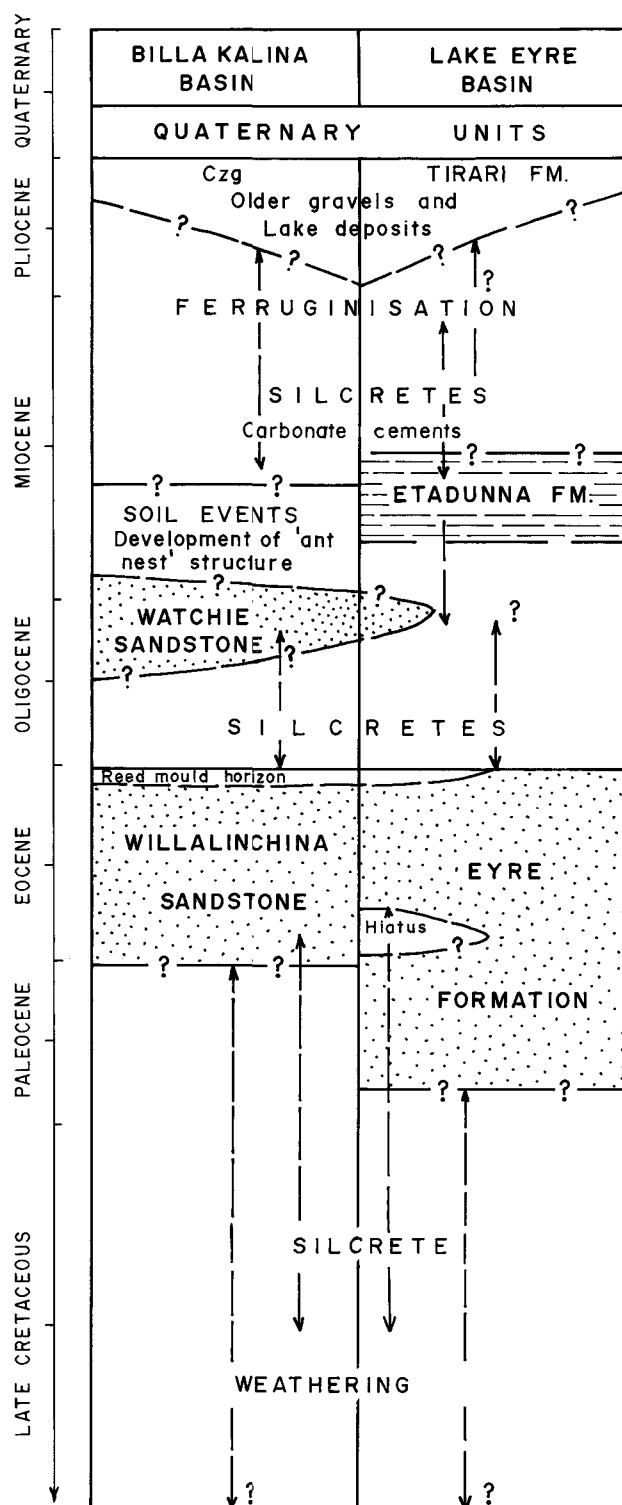 BILLA KALINA
BASIN
LAKE EYRE
BASIN
QUATERNARY UNITS
Czg
TIRARI FM.
Older gravels and
Lake deposits
?
?
?
?
?
FERRUGINISATION
SILCRETES
Carbonate cements
? ?
? ?
ETADUNNA FM.
SOIL EVENTS
Development of 'ant
nest' structure
?
?
?
WATCHIE
SANDSTONE
?
?
SILCRETES
Reed mould horizon
WILLALINCHINA
SANDSTONE
EYRE
Hiatus
?
? ?
FORMATION
? ?
SILCRETE
WEATHERING
?
?
QUATERNARY
PLIOCENE
MIOCENE
OLIGOCENE
EOCENE
PALEOCENE
LATE CRETACEOUS